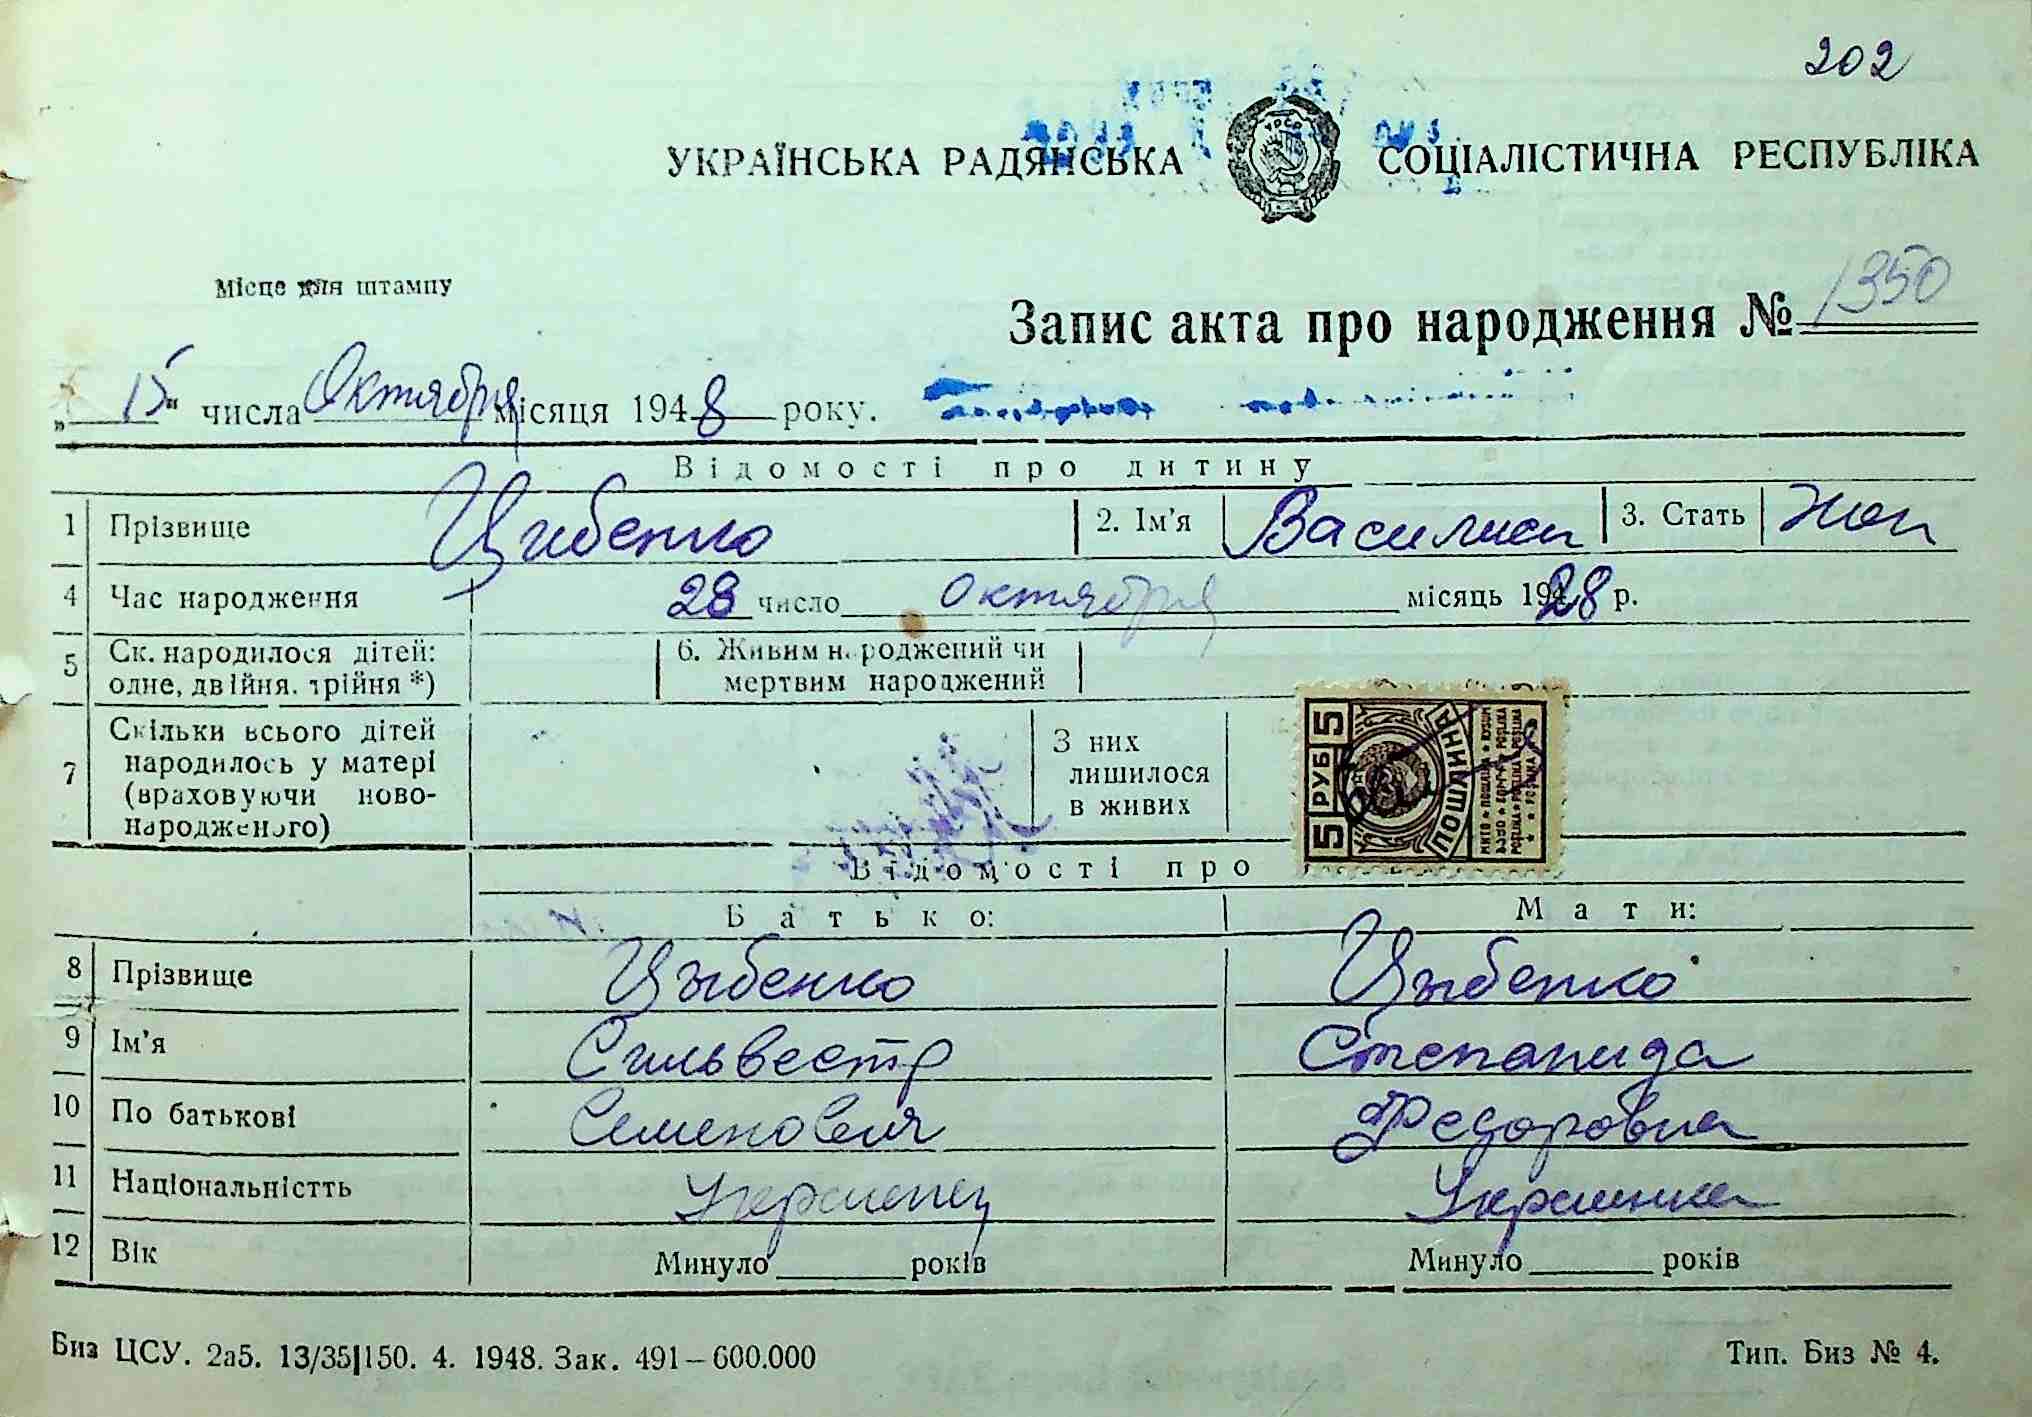 202
УКРАЇНСЬКА РАДЯНСЬКА СОЦІАЛІСТИЧНА РЕСПУБЛІКА
Місце для штампу
Запис акта про народження № 1350
„15“ числа Октября місяця 1948 року.
Відомості про дитину
1 Прізвище Цибенко 2. Ім'я Василиса 3. Стать Жен
4 Час народження 28 число октября місяць 1928 р.
5 Ск. народилося дітей: одне, двійня, трійня *) 6. Живим народжений чи мертвим народжений
7 Скільки всього дітей народилось у матері (враховуючи новонародженого) З них лишилося в живих
5 РУБ 5 ПОШЛИНА
Відомості про
Батько: Мати:
8 Прізвище Цыбенко Цыбенко
9 Ім'я Сильвестр Степанида
10 По батькові Семенович Федоровна
11 Національністть Украинец Украинка
12 Вік Минуло ______ років Минуло ______ років
Биз ЦСУ. 2а5. 13/35|150. 4. 1948. Зак. 491–600.000 Тип. Биз № 4.